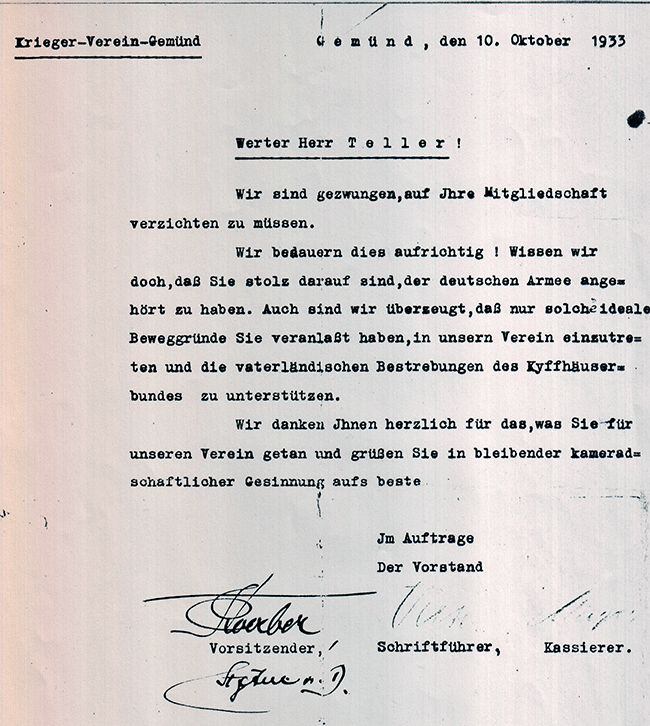 Krieger-Verein-Gemünd
Gemünd, den 10. Oktober 1933
Werter Herr Teller!
Wir sind gezwungen,auf Jhre Mitgliedschaft
verzichten zu müssen.
Wir bedauern dies aufrichtig ! Wissen wir
doch,daß Sie stolz darauf sind,der deutschen Armee ange=
hört zu haben. Auch sind wir überzeugt,daß nur solche ideale
Beweggründe Sie veranlaßt haben,in unsern Verein einzutre=
ten und die vaterländischen Bestrebungen des Kyffhäuser=
bundes zu unterstützen.
Wir danken Jhnen herzlich für das,was Sie für
unseren Verein getan und grüßen Sie in bleibender kamerad=
schaftlicher Gesinnung aufs beste
Jm Auftrage
Der Vorstand
Vorsitzender,
Schriftführer,
Kassierer.